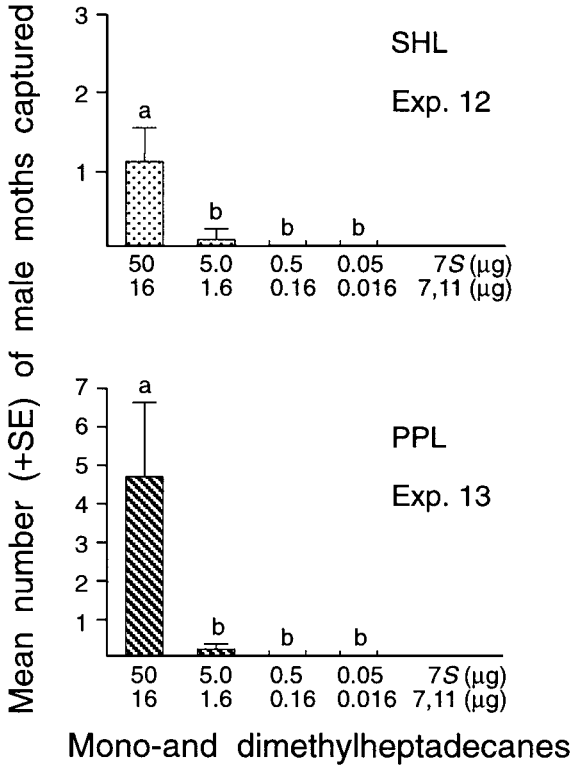 Mean number (+SE) of male moths captured
3
2
1
SHL
Exp. 12
a
b
b
b
50 5.0 0.5 0.05 7S (µg)
16 1.6 0.16 0.016 7,11 (µg)
7
6
5
4
3
2
1
PPL
Exp. 13
a
b
b
b
50 5.0 0.5 0.05 7S (µg)
16 1.6 0.16 0.016 7,11 (µg)
Mono-and dimethylheptadecanes